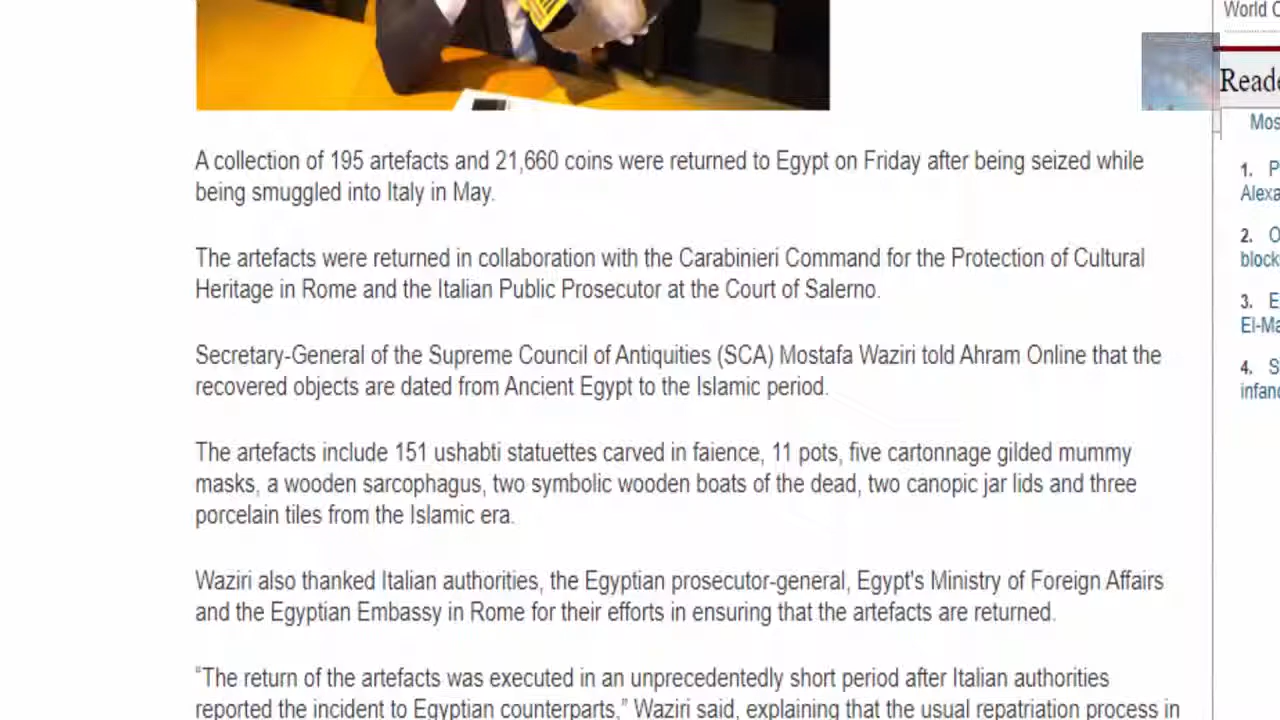 A collection of 195 artefacts and 21,660 coins were returned to Egypt on Friday after being seized while
being smuggled into Italy in May.
The artefacts were returned in collaboration with the Carabinieri Command for the Protection of Cultural
Heritage in Rome and the Italian Public Prosecutor at the Court of Salerno.
Secretary-General of the Supreme Council of Antiquities (SCA) Mostafa Waziri told Ahram Online that the
recovered objects are dated from Ancient Egypt to the Islamic period.
The artefacts include 151 ushabti statuettes carved in faience, 11 pots, five cartonnage gilded mummy
masks, a wooden sarcophagus, two symbolic wooden boats of the dead, two canopic jar lids and three
porcelain tiles from the Islamic era.
Waziri also thanked Italian authorities, the Egyptian prosecutor-general, Egypt's Ministry of Foreign Affairs
and the Egyptian Embassy in Rome for their efforts in ensuring that the artefacts are returned.
“The return of the artefacts was executed in an unprecedentedly short period after Italian authorities
reported the incident to Egyptian counterparts,” Waziri said, explaining that the usual repatriation process in
World C
Reade
Mos
1. P
Alexa
2. O
block
3. E
El-Ma
4. S
infanc